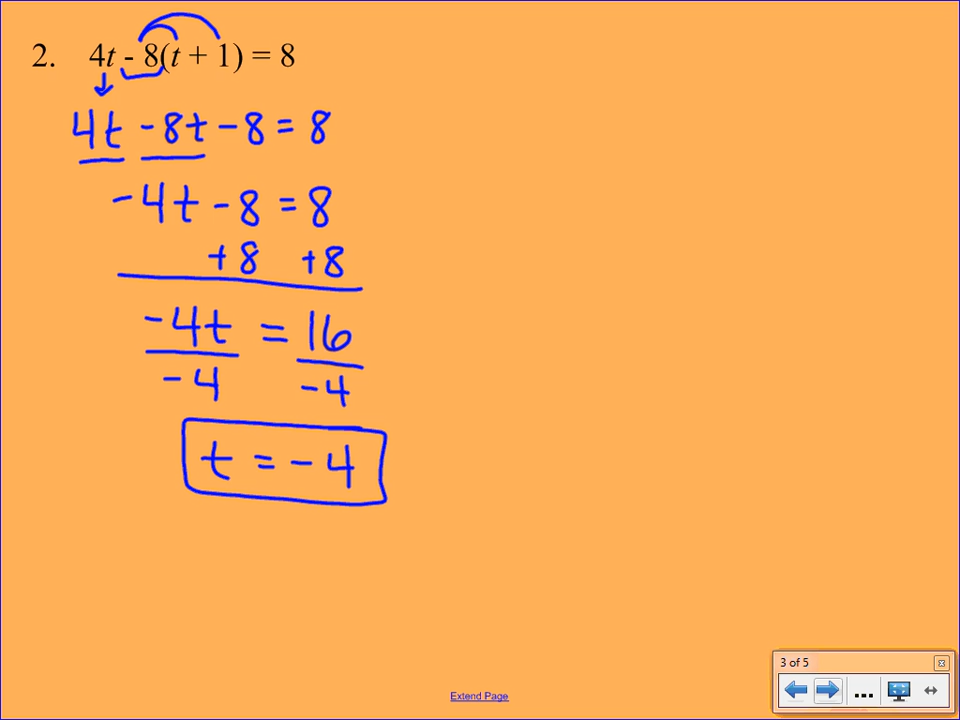 2. 4t - 8(t + 1) = 8
4t - 8t - 8 = 8
-4t - 8 = 8
+8 +8
-4t = 16
-4 -4
t = -4
3 of 5
Extend Page